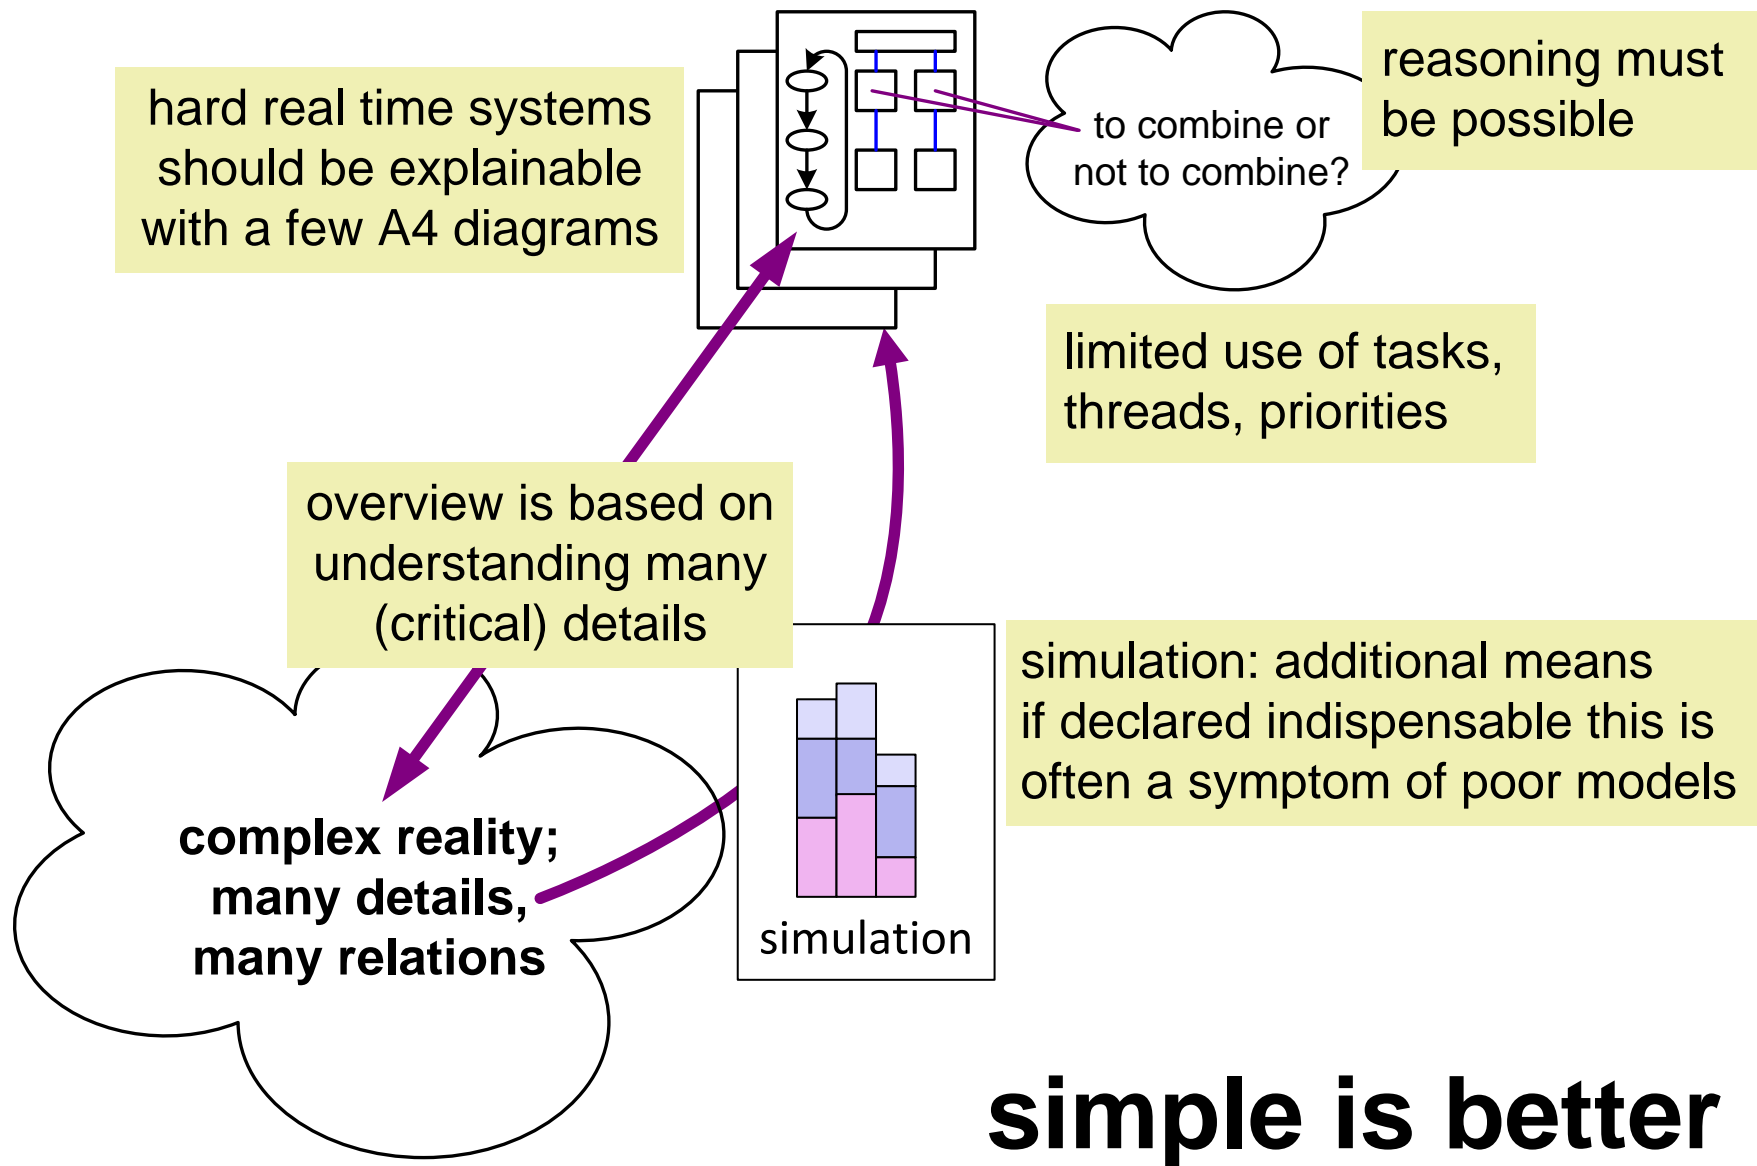 hard real time systems
should be explainable
with a few A4 diagrams
to combine or
not to combine?
reasoning must
be possible
limited use of tasks,
threads, priorities
overview is based on
understanding many
(critical) details
simulation: additional means
if declared indispensable this is
often a symptom of poor models
complex reality;
many details,
many relations
simulation
simple is better